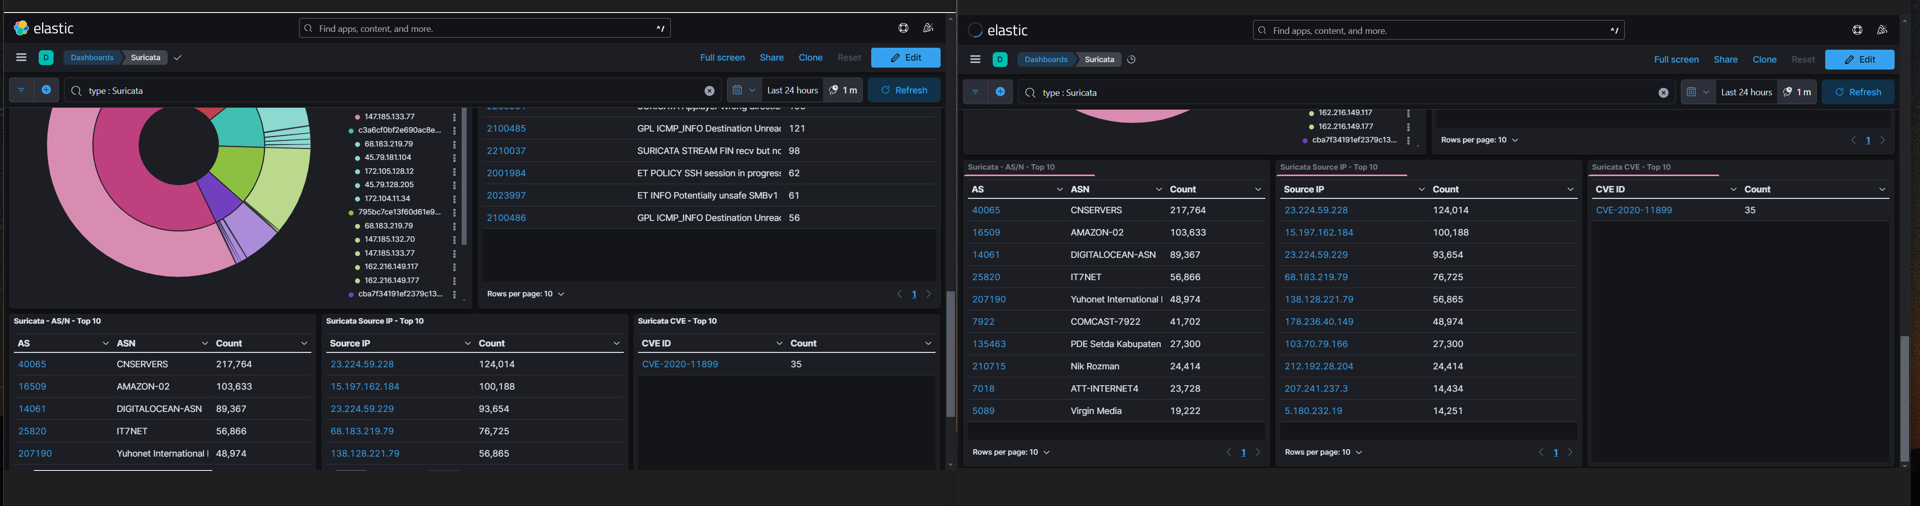 elastic
Find apps, content, and more.
^/
D
Dashboards
Suricata
Full screen
Share
Clone
Reset
Edit
type : Suricata
Last 24 hours
1 m
Refresh
147.185.133.77
c3a6cf0bf2e690ac8e...
68.183.219.79
45.79.181.104
172.105.128.12
45.79.128.205
172.104.11.34
795bc7ce13f60d61e9...
68.183.219.79
147.185.132.70
147.185.133.77
162.216.149.117
162.216.149.177
cba7f34191ef2379c13...
2100485 GPL ICMP_INFO Destination Unreac 121
2210037 SURICATA STREAM FIN recv but nc 98
2001984 ET POLICY SSH session in progress 62
2023997 ET INFO Potentially unsafe SMBv1 61
2100486 GPL ICMP_INFO Destination Unreac 56
Rows per page: 10
1
Suricata - AS/N - Top 10
AS ASN Count
40065 CNSERVERS 217,764
16509 AMAZON-02 103,633
14061 DIGITALOCEAN-ASN 89,367
25820 IT7NET 56,866
207190 Yuhonet International 48,974
Suricata Source IP - Top 10
Source IP Count
23.224.59.228 124,014
15.197.162.184 100,188
23.224.59.229 93,654
68.183.219.79 76,725
138.128.221.79 56,865
Suricata CVE - Top 10
CVE ID Count
CVE-2020-11899 35
elastic
Find apps, content, and more.
^/
D
Dashboards
Suricata
Full screen
Share
Clone
Reset
Edit
type : Suricata
Last 24 hours
1 m
Refresh
162.216.149.117
162.216.149.177
cba7f34191ef2379c13...
Rows per page: 10
1
Suricata - AS/N - Top 10
AS ASN Count
40065 CNSERVERS 217,764
16509 AMAZON-02 103,633
14061 DIGITALOCEAN-ASN 89,367
25820 IT7NET 56,866
207190 Yuhonet International 48,974
7922 COMCAST-7922 41,702
135463 PDE Setda Kabupaten 27,300
210715 Nik Rozman 24,414
7018 ATT-INTERNET4 23,728
5089 Virgin Media 19,222
Rows per page: 10
1
Suricata Source IP - Top 10
Source IP Count
23.224.59.228 124,014
15.197.162.184 100,188
23.224.59.229 93,654
68.183.219.79 76,725
138.128.221.79 56,865
178.236.40.149 48,974
103.70.79.166 27,300
212.192.28.204 24,414
207.241.237.3 14,434
5.180.232.19 14,251
Rows per page: 10
1
Suricata CVE - Top 10
CVE ID Count
CVE-2020-11899 35